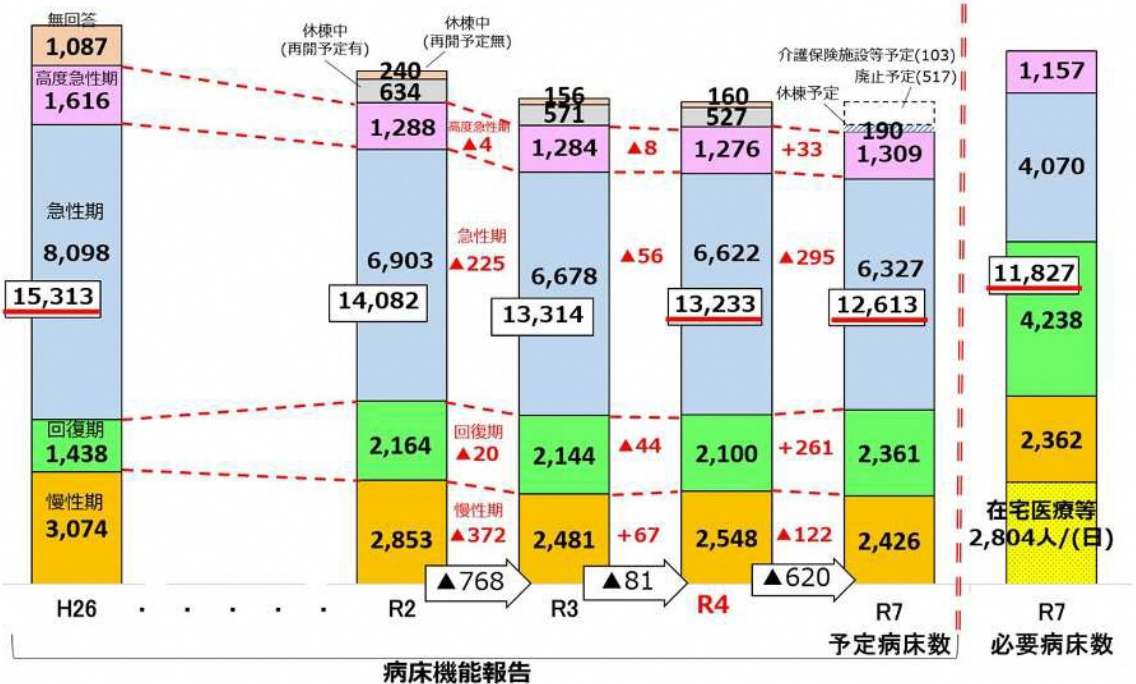 無回答
1,087
高度急性期
1,616
急性期
8,098
15,313
回復期
1,438
慢性期
3,074
H26
・ ・ ・ ・ ・
休棟中
(再開予定有)
休棟中
(再開予定無)
240
634
1,288
6,903
14,082
2,164
2,853
R2
高度急性期
▲4
急性期
▲225
回復期
▲20
慢性期
▲372
▲768
156
571
1,284
6,678
13,314
2,144
2,481
R3
▲8
▲56
▲44
+67
▲81
160
527
1,276
6,622
13,233
2,100
2,548
R4
+33
▲295
+261
▲122
▲620
介護保険施設等予定(103)
廃止予定(517)
休棟予定
190
1,309
6,327
12,613
2,361
2,426
R7
予定病床数
病床機能報告
1,157
4,070
11,827
4,238
2,362
在宅医療等
2,804人/(日)
R7
必要病床数